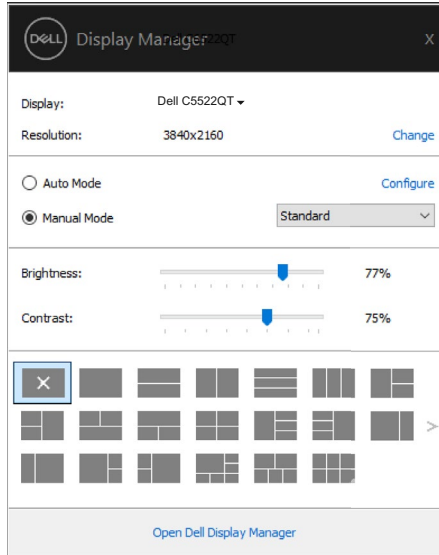 DELL Display Manager X
Display: Dell C5522QT
Resolution: 3840x2160 Change
Auto Mode Configure
Manual Mode Standard
Brightness: 77%
Contrast: 75%
Open Dell Display Manager